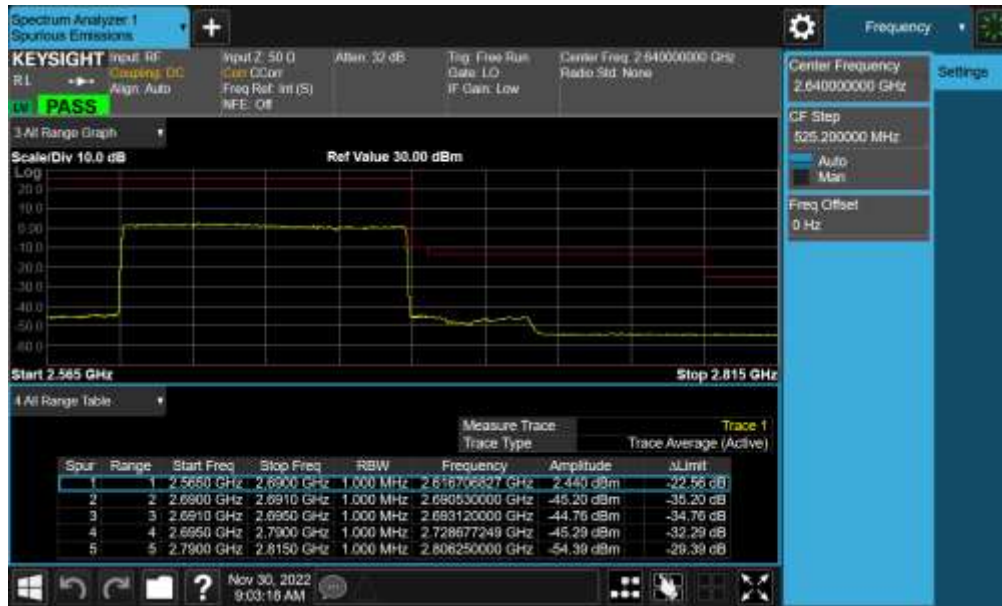 Spectrum Analyzer 1
Spurious Emissions
Frequency
KEYSIGHT Input: RF
RL Coupling: DC
Align: Auto
Input Z: 50 Ω
Corr CCorr
Freq Ref: Int (S)
NFE: Off
Atten: 32 dB
Trig: Free Run
Gate: LO
IF Gain: Low
Center Freq: 2.640000000 GHz
Radio Std: None
PASS
Center Frequency
2.640000000 GHz
Settings
CF Step
525.200000 MHz
Auto
Man
Freq Offset
0 Hz
3 All Range Graph
Scale/Div 10.0 dB
Ref Value 30.00 dBm
Log
20.0
10.0
0.00
-10.0
-20.0
-30.0
-40.0
-50.0
-60.0
Start 2.565 GHz
Stop 2.815 GHz
4 All Range Table
Measure Trace Trace 1
Trace Type Trace Average (Active)
Spur Range Start Freq Stop Freq RBW Frequency Amplitude ΔLimit
1 1 2.5650 GHz 2.6900 GHz 1.000 MHz 2.616706827 GHz 2.440 dBm -22.56 dB
2 2 2.6900 GHz 2.6910 GHz 1.000 MHz 2.690530000 GHz -45.20 dBm -35.20 dB
3 3 2.6910 GHz 2.6950 GHz 1.000 MHz 2.693120000 GHz -44.76 dBm -34.76 dB
4 4 2.6950 GHz 2.7900 GHz 1.000 MHz 2.728677249 GHz -45.29 dBm -32.29 dB
5 5 2.7900 GHz 2.8150 GHz 1.000 MHz 2.806250000 GHz -54.39 dBm -29.39 dB
Nov 30, 2022
9:03:18 AM